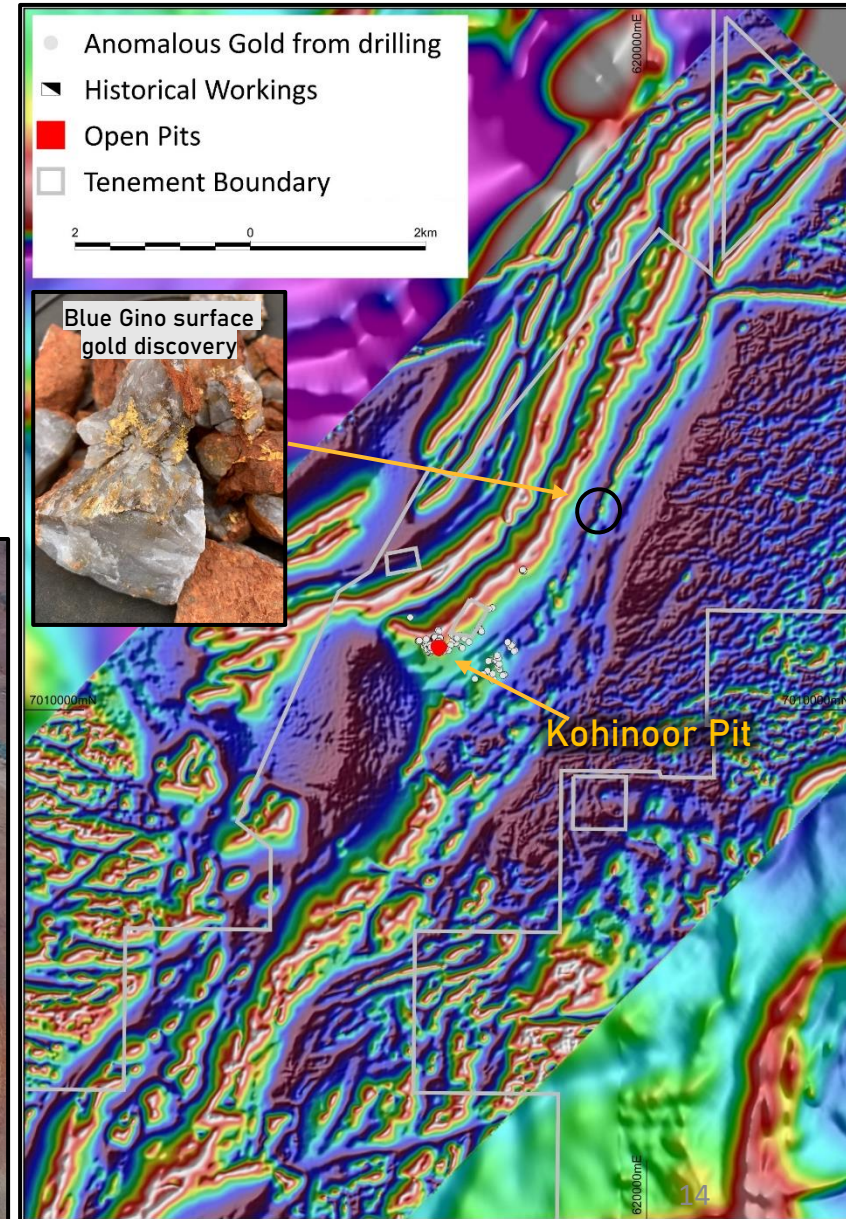 Anomalous Gold from drilling
Historical Workings
Open Pits
Tenement Boundary
2 0 2km
620000mE
Blue Gino surface
gold discovery
7010000mN
7010000mN
Kohinoor Pit
620000mE
14